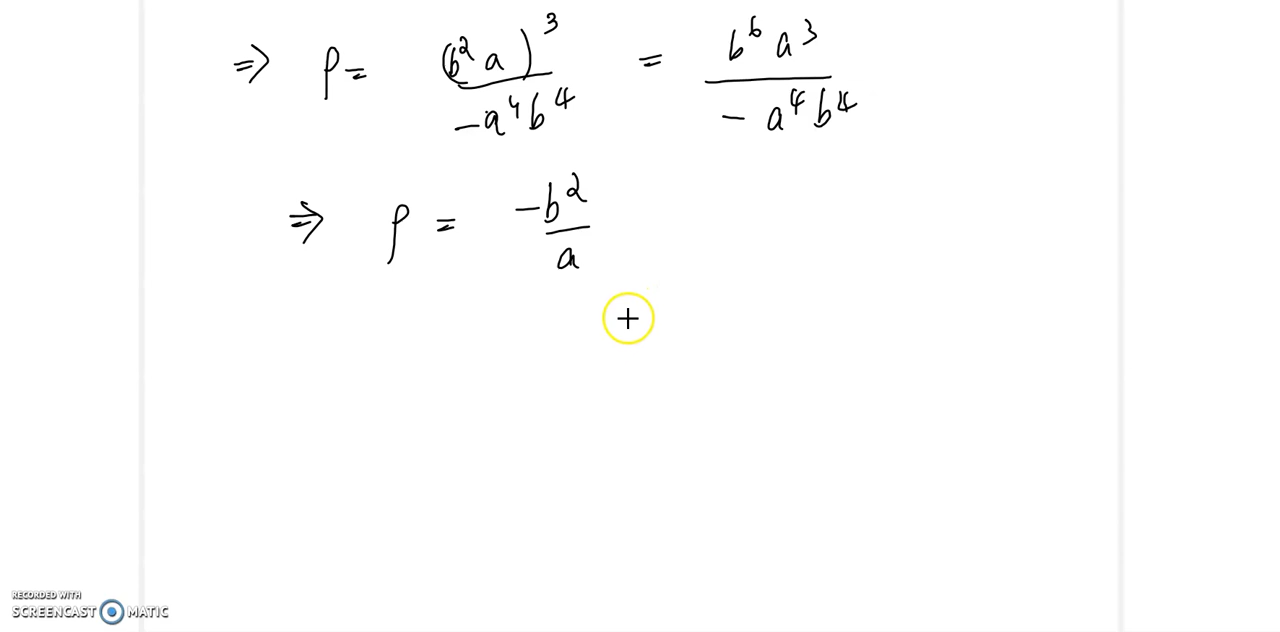 ⇒ ρ = (b²a)³ / -a⁴b⁴ = b⁶a³ / -a⁴b⁴
⇒ ρ = -b² / a
RECORDED WITH
SCREENCAST MATIC